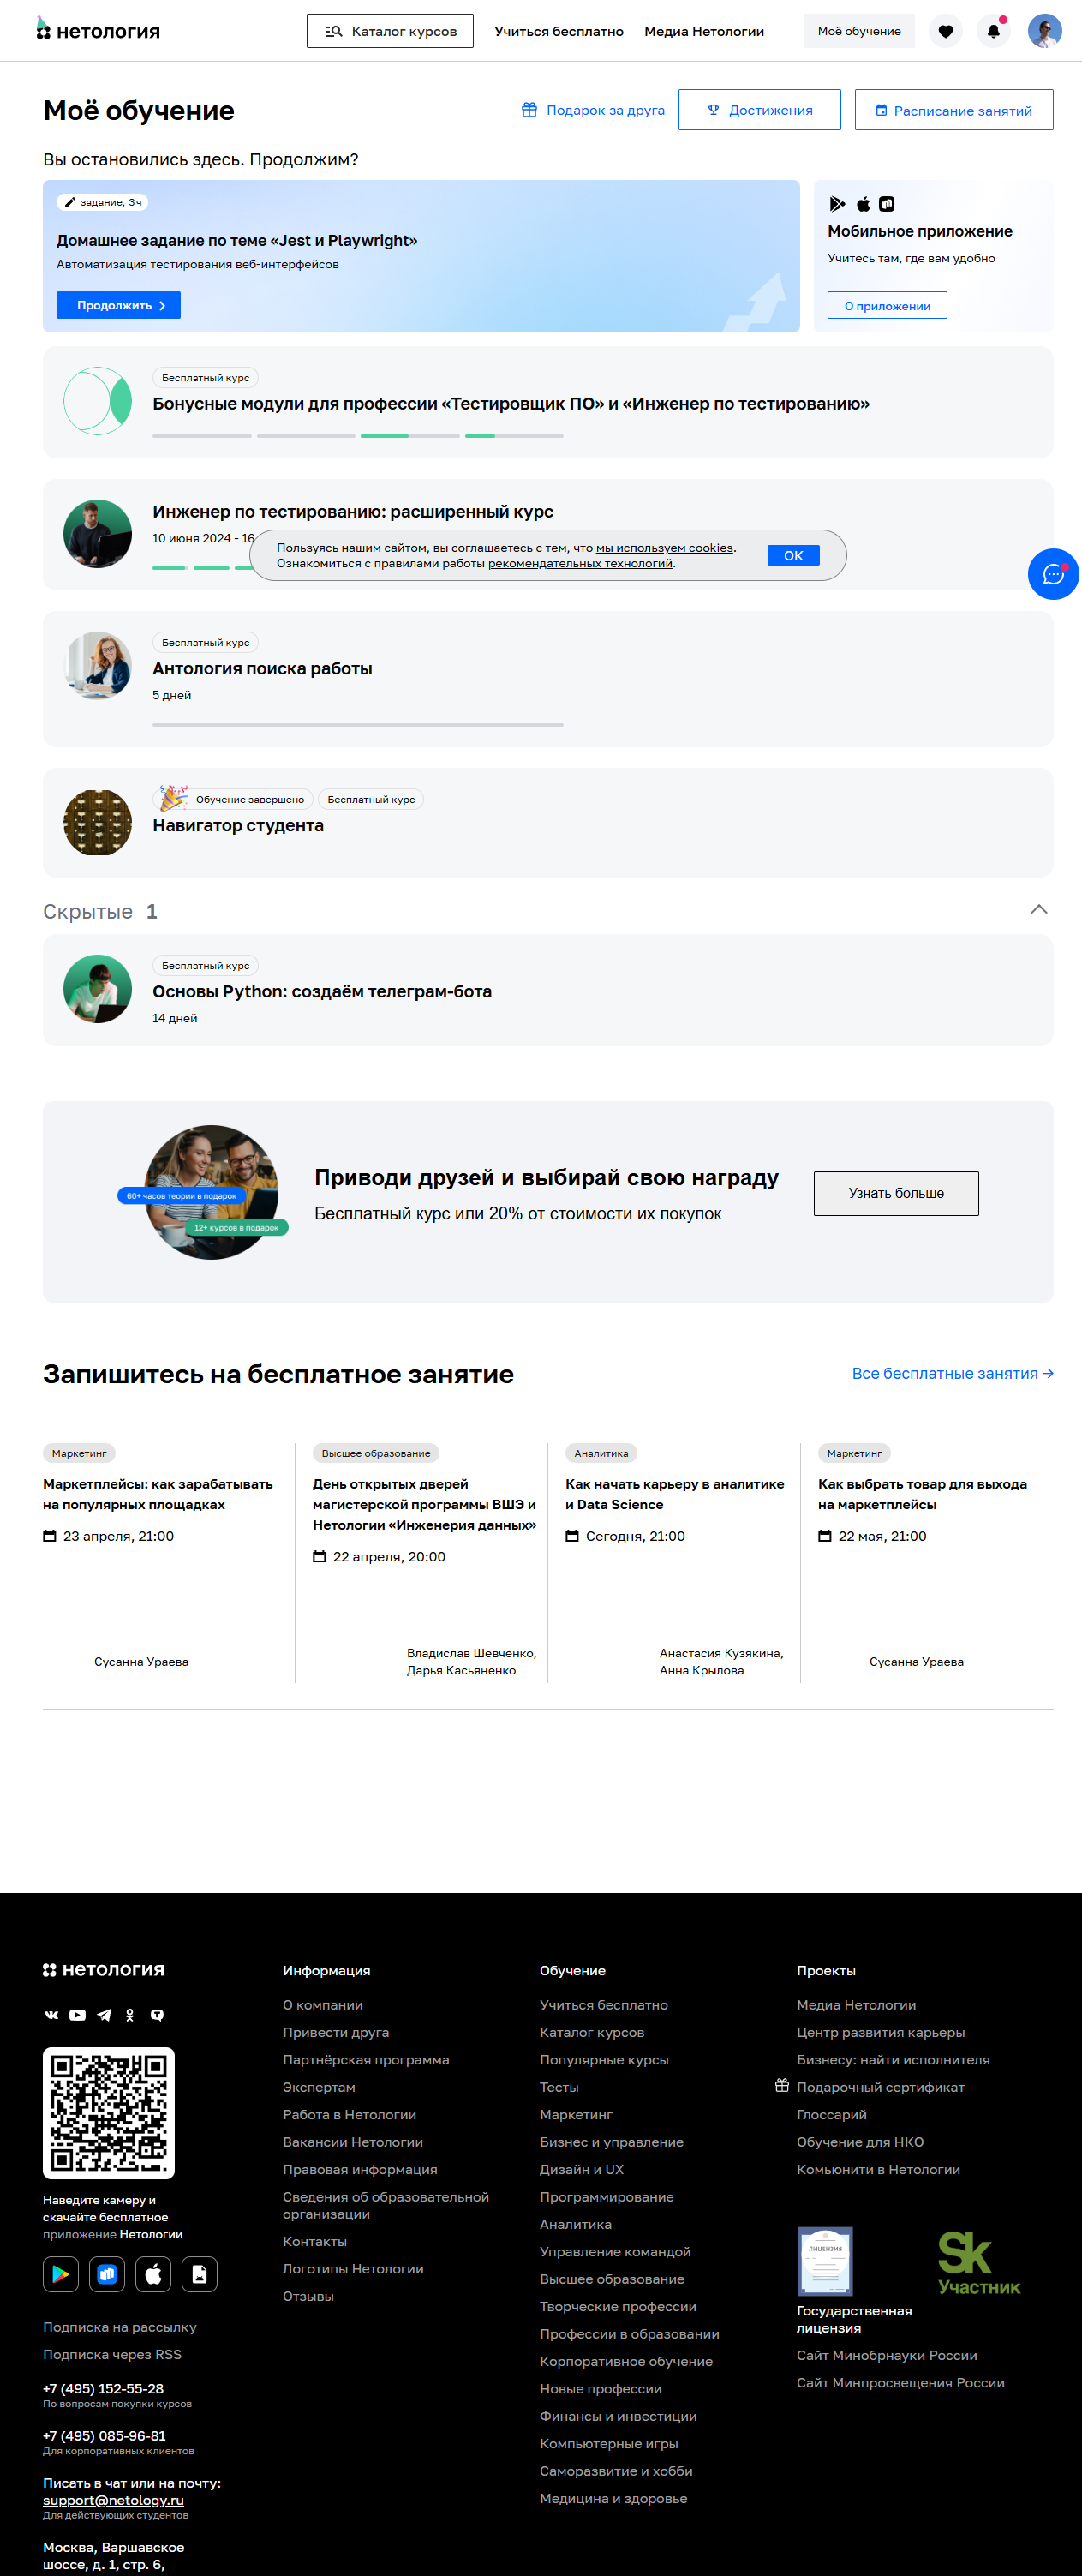 нетология
Каталог курсов
Учиться бесплатно
Медиа Нетологии
Моё обучение
Моё обучение
Подарок за друга
Достижения
Расписание занятий
Вы остановились здесь. Продолжим?
задание, 3 ч
Домашнее задание по теме «Jest и Playwright»
Автоматизация тестирования веб-интерфейсов
Продолжить
Мобильное приложение
Учитесь там, где вам удобно
О приложении
Бесплатный курс
Бонусные модули для профессии «Тестировщик ПО» и «Инженер по тестированию»
Инженер по тестированию: расширенный курс
10 июня 2024 - 16
Пользуясь нашим сайтом, вы соглашаетесь с тем, что мы используем cookies.
Ознакомиться с правилами работы рекомендательных технологий.
ОК
Бесплатный курс
Антология поиска работы
5 дней
Обучение завершено
Бесплатный курс
Навигатор студента
Скрытые 1
Бесплатный курс
Основы Python: создаём телеграм-бота
14 дней
60+ часов теории в подарок
12+ курсов в подарок
Приводи друзей и выбирай свою награду
Бесплатный курс или 20% от стоимости их покупок
Узнать больше
Запишитесь на бесплатное занятие
Все бесплатные занятия →
Маркетинг
Маркетплейсы: как зарабатывать
на популярных площадках
23 апреля, 21:00
Сусанна Ураева
Высшее образование
День открытых дверей
магистерской программы ВШЭ и
Нетологии «Инженерия данных»
22 апреля, 20:00
Владислав Шевченко,
Дарья Касьяненко
Аналитика
Как начать карьеру в аналитике
и Data Science
Сегодня, 21:00
Анастасия Кузякина,
Анна Крылова
Маркетинг
Как выбрать товар для выхода
на маркетплейсы
22 мая, 21:00
Сусанна Ураева
нетология
Наведите камеру и
скачайте бесплатное
приложение Нетологии
Подписка на рассылку
Подписка через RSS
+7 (495) 152-55-28
По вопросам покупки курсов
+7 (495) 085-96-81
Для корпоративных клиентов
Писать в чат или на почту:
support@netology.ru
Для действующих студентов
Москва, Варшавское
шоссе, д. 1, стр. 6,
Информация
О компании
Привести друга
Партнёрская программа
Экспертам
Работа в Нетологии
Вакансии Нетологии
Правовая информация
Сведения об образовательной
организации
Контакты
Логотипы Нетологии
Отзывы
Обучение
Учиться бесплатно
Каталог курсов
Популярные курсы
Тесты
Маркетинг
Бизнес и управление
Дизайн и UX
Программирование
Аналитика
Управление командой
Высшее образование
Творческие профессии
Профессии в образовании
Корпоративное обучение
Новые профессии
Финансы и инвестиции
Компьютерные игры
Саморазвитие и хобби
Медицина и здоровье
Проекты
Медиа Нетологии
Центр развития карьеры
Бизнесу: найти исполнителя
Подарочный сертификат
Глоссарий
Обучение для НКО
Комьюнити в Нетологии
ЛИЦЕНЗИЯ
Sk
Участник
Государственная
лицензия
Сайт Минобрнауки России
Сайт Минпросвещения России